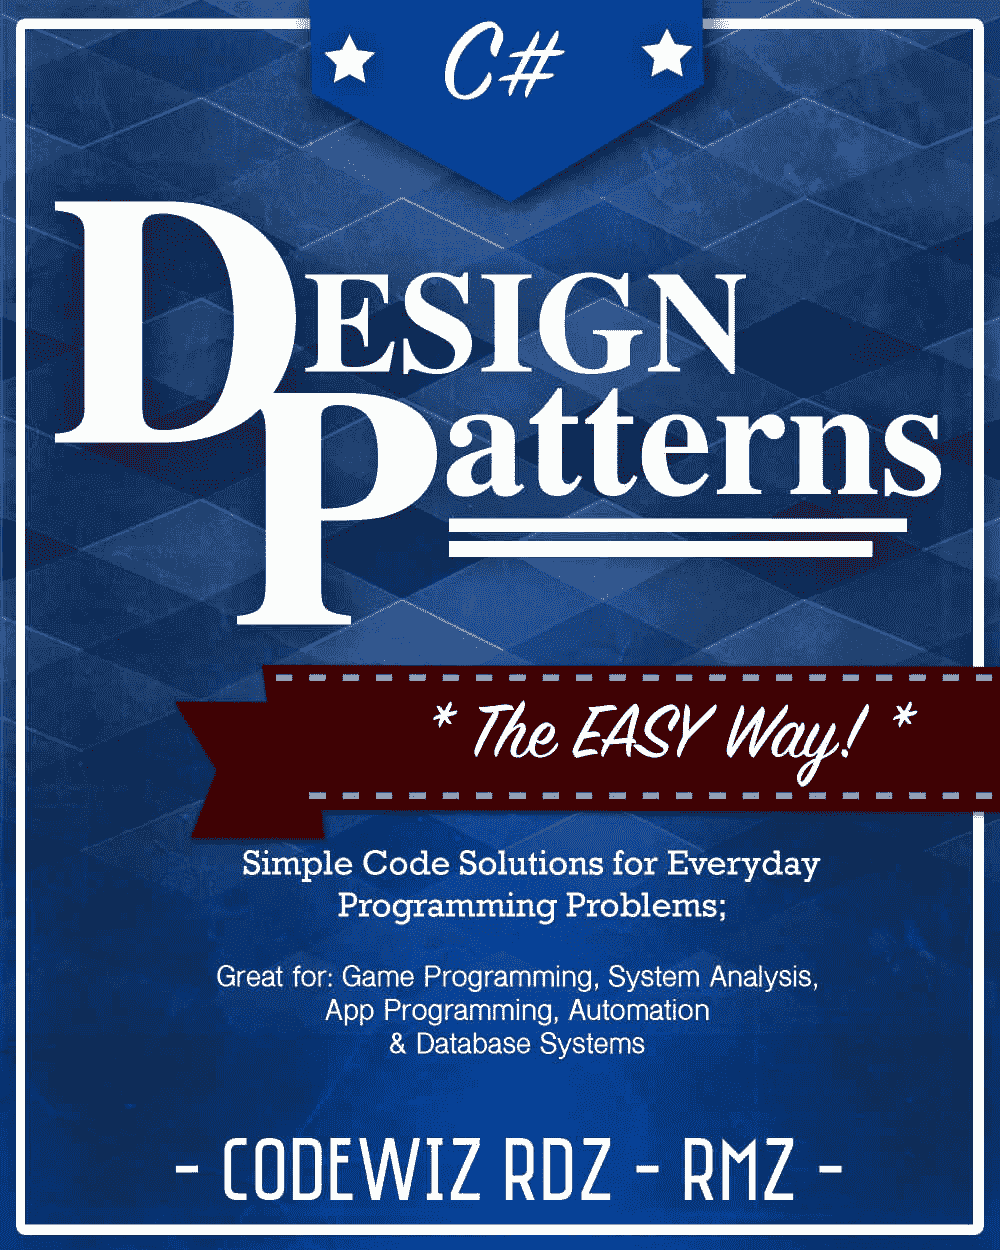 C#
DESIGN
Patterns
* The EASY Way! *
Simple Code Solutions for Everyday
Programming Problems;
Great for: Game Programming, System Analysis,
App Programming, Automation
& Database Systems
- CODEWIZ RDZ - RMZ -